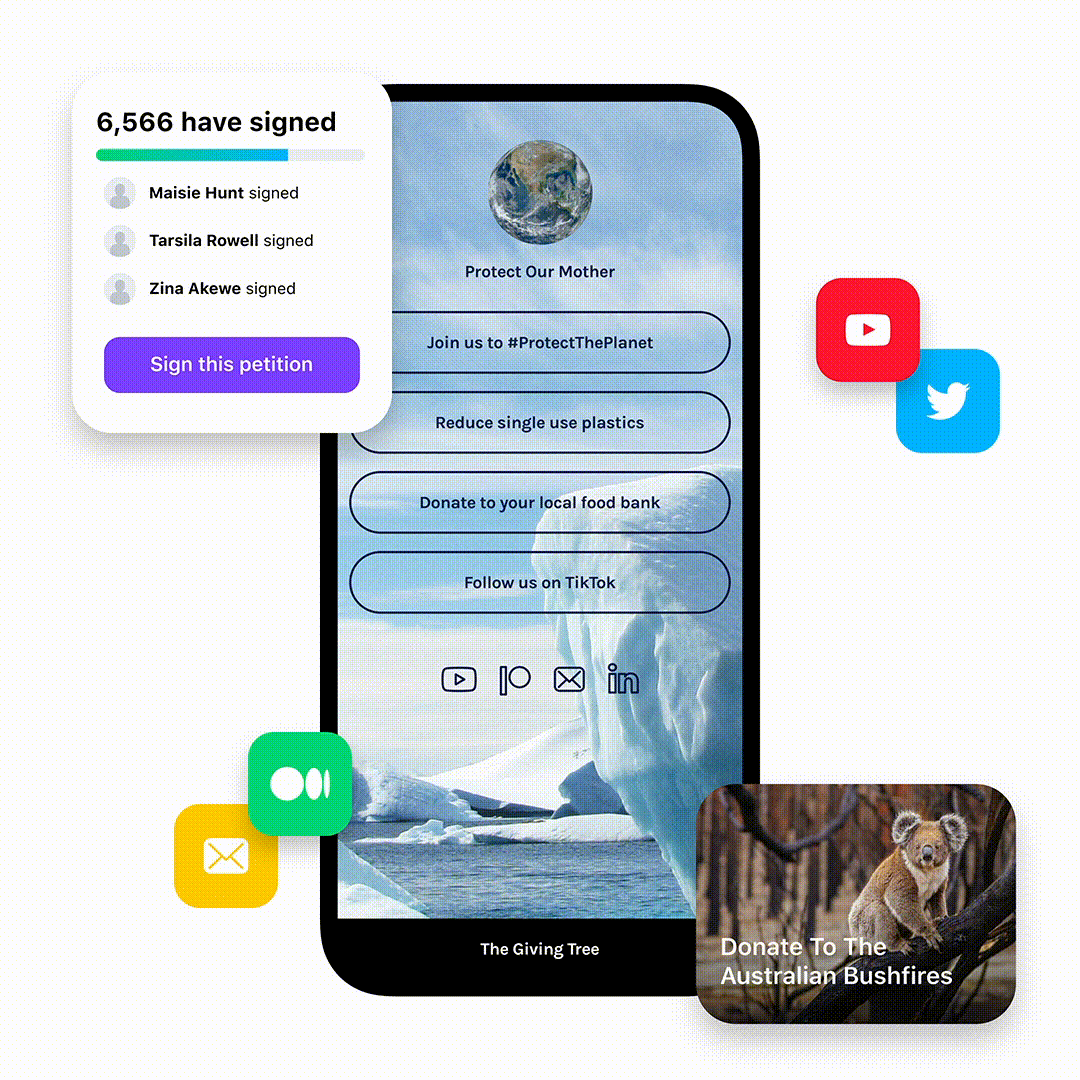 6,566 have signed
Maisie Hunt signed
Tarsila Rowell signed
Zina Akewe signed
Sign this petition
Protect Our Mother
Join us to #ProtectThePlanet
Reduce single use plastics
Donate to your local food bank
Follow us on TikTok
in
The Giving Tree
Donate To The
Australian Bushfires